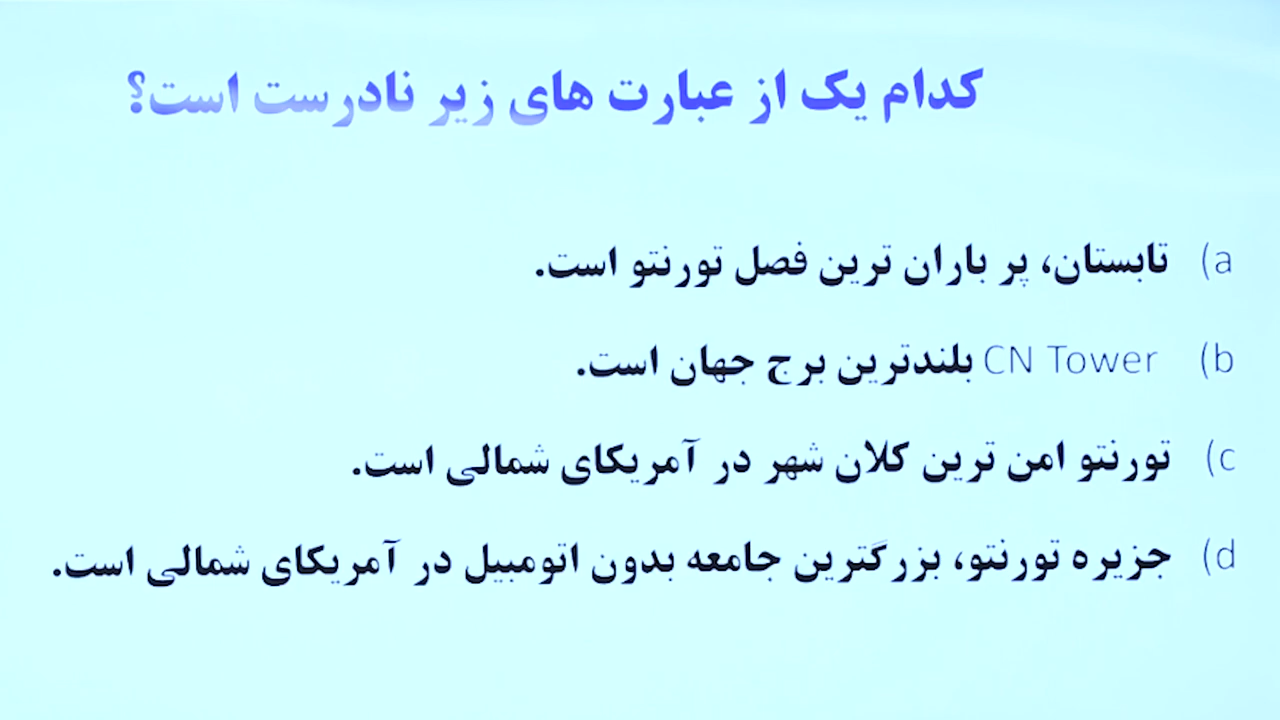 کدام یک از عبارت های زیر نادرست است؟
a) تابستان، پر باران ترین فصل تورنتو است.
b) CN Tower بلندترین برج جهان است.
c) تورنتو امن ترین کلان شهر در آمریکای شمالی است.
d) جزیره تورنتو، بزرگترین جامعه بدون اتومبیل در آمریکای شمالی است.